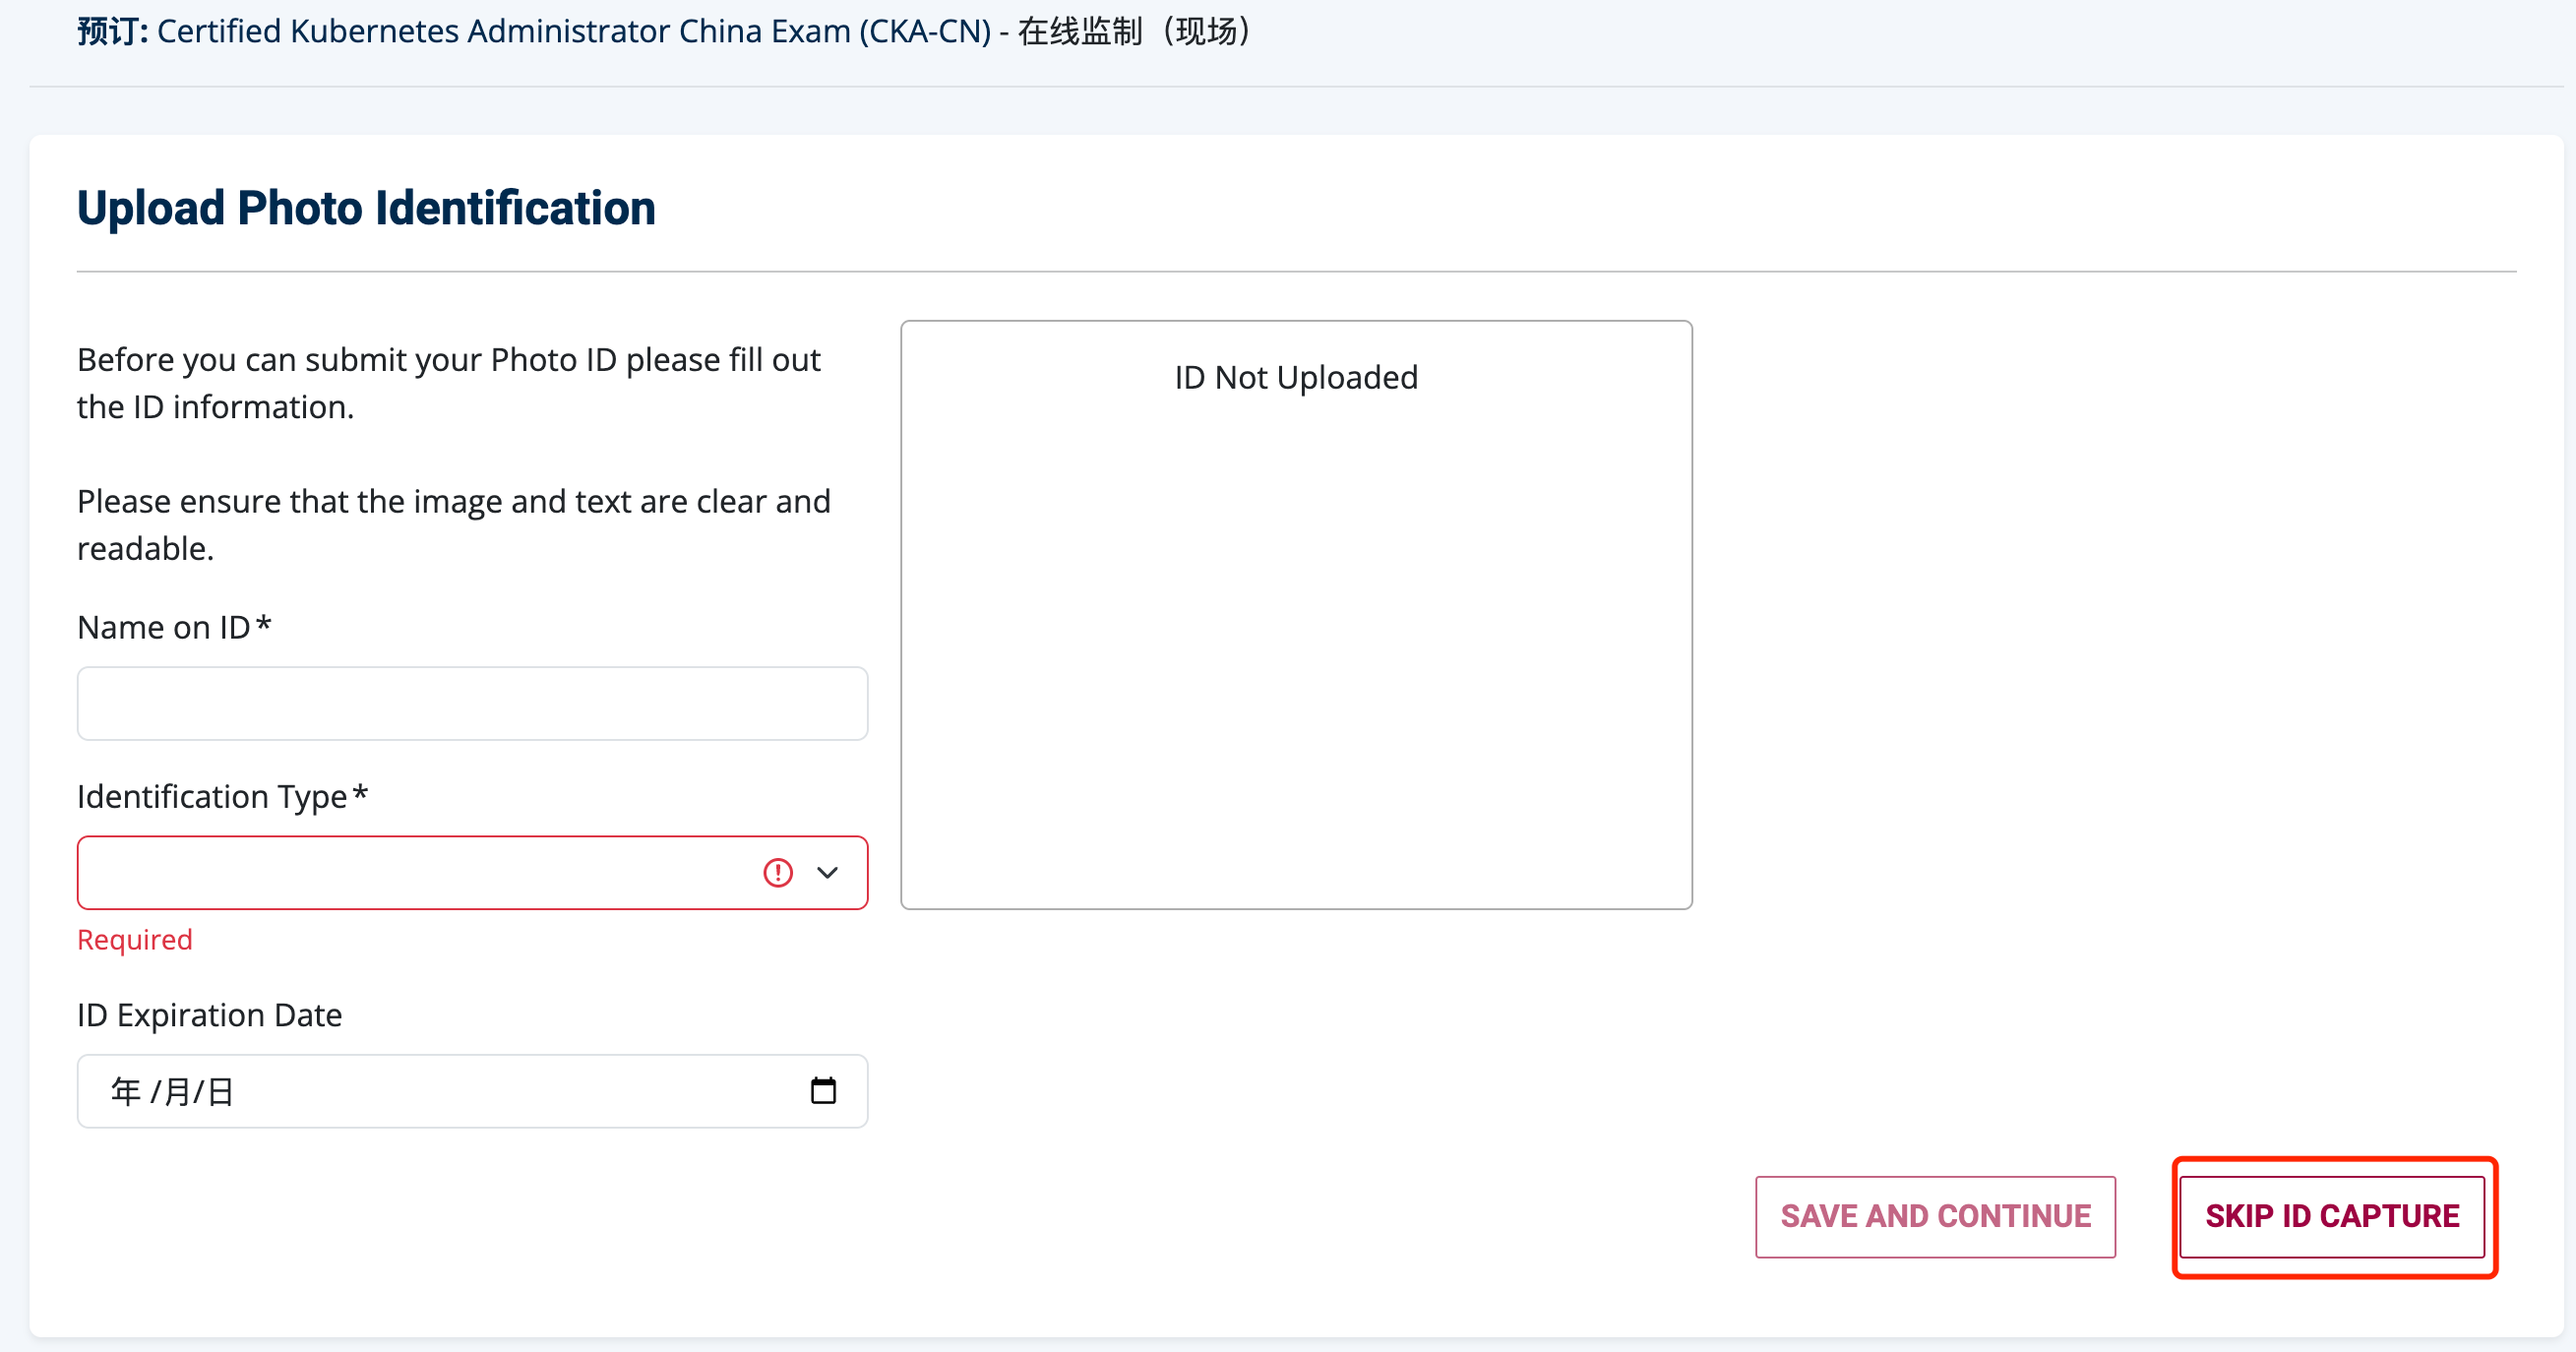 预订: Certified Kubernetes Administrator China Exam (CKA-CN) - 在线监制（现场）
Upload Photo Identification
Before you can submit your Photo ID please fill out
the ID information.
Please ensure that the image and text are clear and
readable.
Name on ID*
Identification Type*
Required
ID Expiration Date
年 /月/日
ID Not Uploaded
SAVE AND CONTINUE
SKIP ID CAPTURE